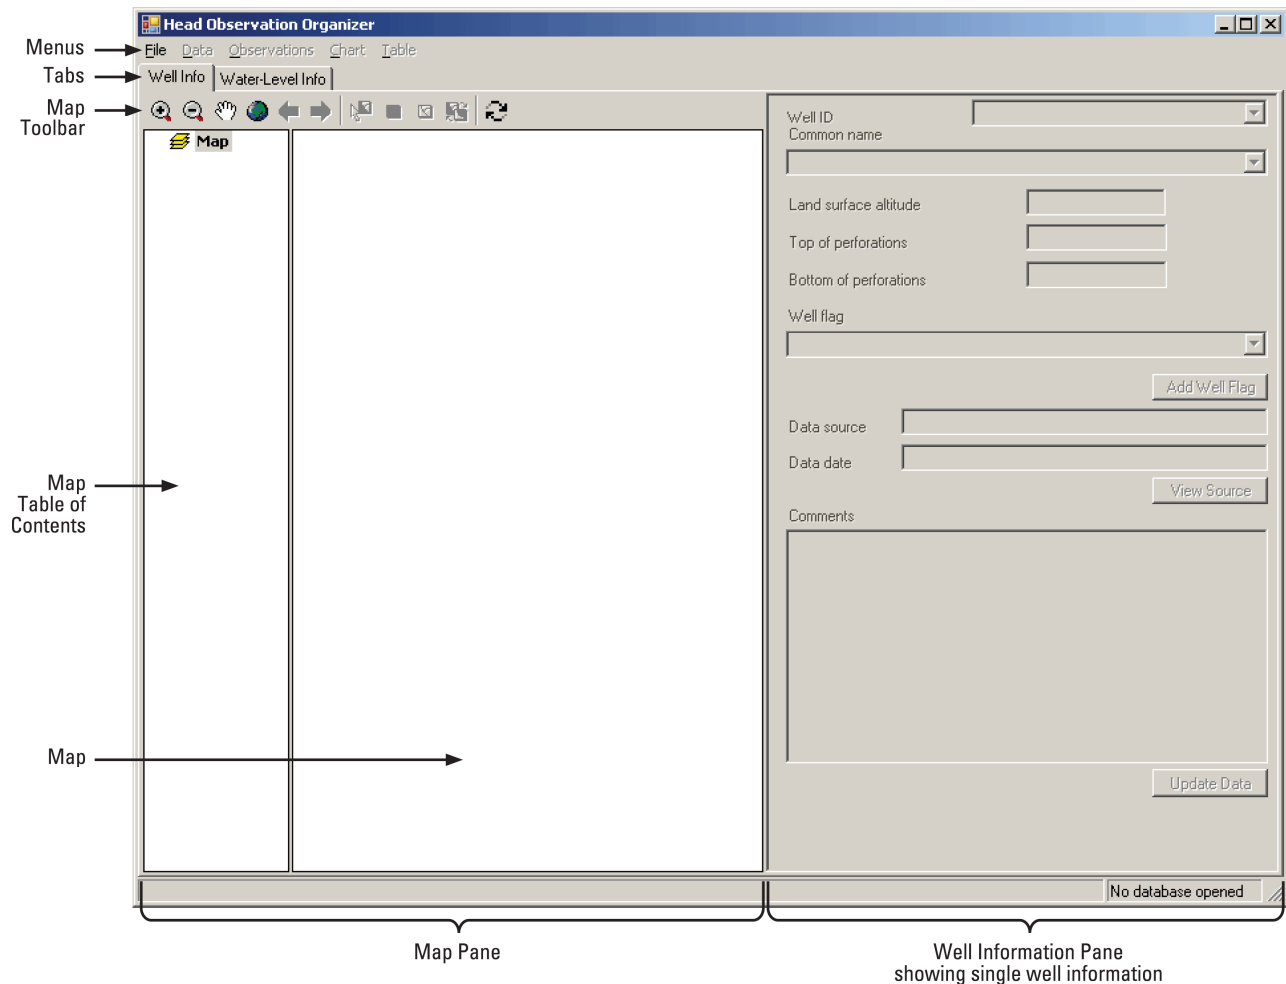 Head Observation Organizer
Menus
File Data Observations Chart Table
Tabs
Well Info Water-Level Info
Map
Toolbar
Map
Well ID
Common name
Land surface altitude
Top of perforations
Bottom of perforations
Well flag
Add Well Flag
Data source
Data date
View Source
Comments
Map
Table of
Contents
Map
Update Data
No database opened
Map Pane
Well Information Pane
showing single well information